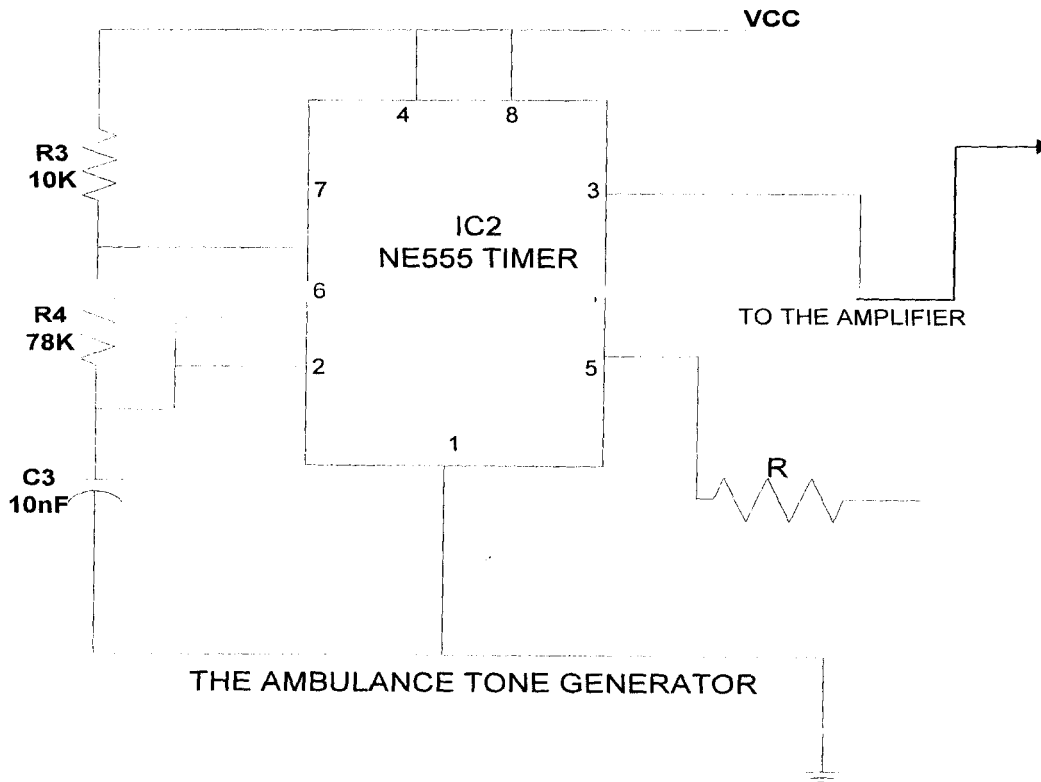 VCC
4 8
R3
10K
7
3
IC2
NE555 TIMER
6
R4
78K
TO THE AMPLIFIER
2
5
1
R
C3
10nF
THE AMBULANCE TONE GENERATOR